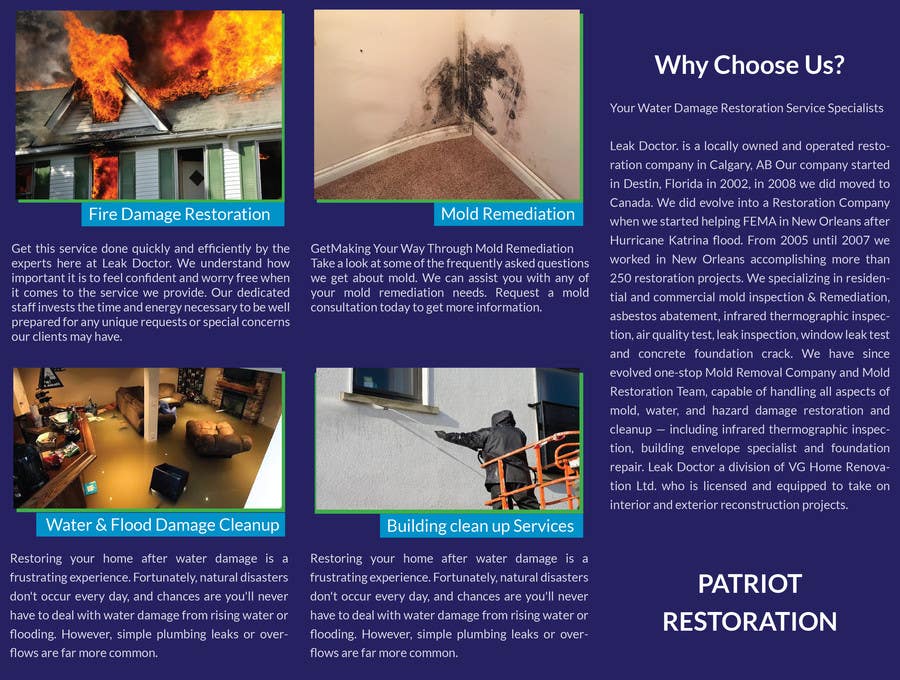 Fire Damage Restoration
Get this service done quickly and efficiently by the
experts here at Leak Doctor. We understand how
important it is to feel confident and worry free when
it comes to the service we provide. Our dedicated
staff invests the time and energy necessary to be well
prepared for any unique requests or special concerns
our clients may have.
Water & Flood Damage Cleanup
Restoring your home after water damage is a
frustrating experience. Fortunately, natural disasters
don't occur every day, and chances are you'll never
have to deal with water damage from rising water or
flooding. However, simple plumbing leaks or over-
flows are far more common.
Mold Remediation
GetMaking Your Way Through Mold Remediation
Take a look at some of the frequently asked questions
we get about mold. We can assist you with any of
your mold remediation needs. Request a mold
consultation today to get more information.
Building clean up Services
Restoring your home after water damage is a
frustrating experience. Fortunately, natural disasters
don't occur every day, and chances are you'll never
have to deal with water damage from rising water or
flooding. However, simple plumbing leaks or over-
flows are far more common.
Why Choose Us?
Your Water Damage Restoration Service Specialists
Leak Doctor. is a locally owned and operated resto-
ration company in Calgary, AB Our company started
in Destin, Florida in 2002, in 2008 we did moved to
Canada. We did evolve into a Restoration Company
when we started helping FEMA in New Orleans after
Hurricane Katrina flood. From 2005 until 2007 we
worked in New Orleans accomplishing more than
250 restoration projects. We specializing in residen-
tial and commercial mold inspection & Remediation,
asbestos abatement, infrared thermographic inspec-
tion, air quality test, leak inspection, window leak test
and concrete foundation crack. We have since
evolved one-stop Mold Removal Company and Mold
Restoration Team, capable of handling all aspects of
mold, water, and hazard damage restoration and
cleanup — including infrared thermographic inspec-
tion, building envelope specialist and foundation
repair. Leak Doctor a division of VG Home Renova-
tion Ltd. who is licensed and equipped to take on
interior and exterior reconstruction projects.
PATRIOT
RESTORATION